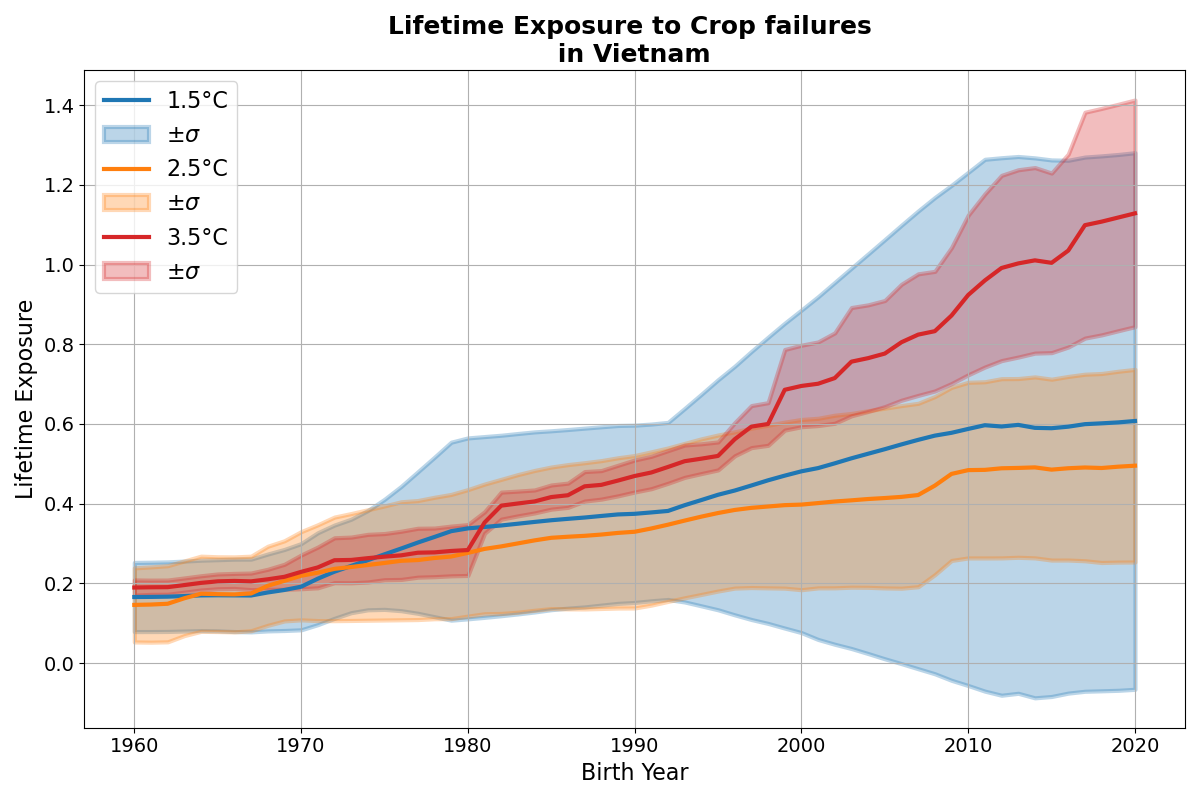 Lifetime Exposure to Crop failures
in Vietnam
1.5°C
±σ
2.5°C
±σ
3.5°C
±σ
Lifetime Exposure
1.4
1.2
1.0
0.8
0.6
0.4
0.2
0.0
1960 1970 1980 1990 2000 2010 2020
Birth Year